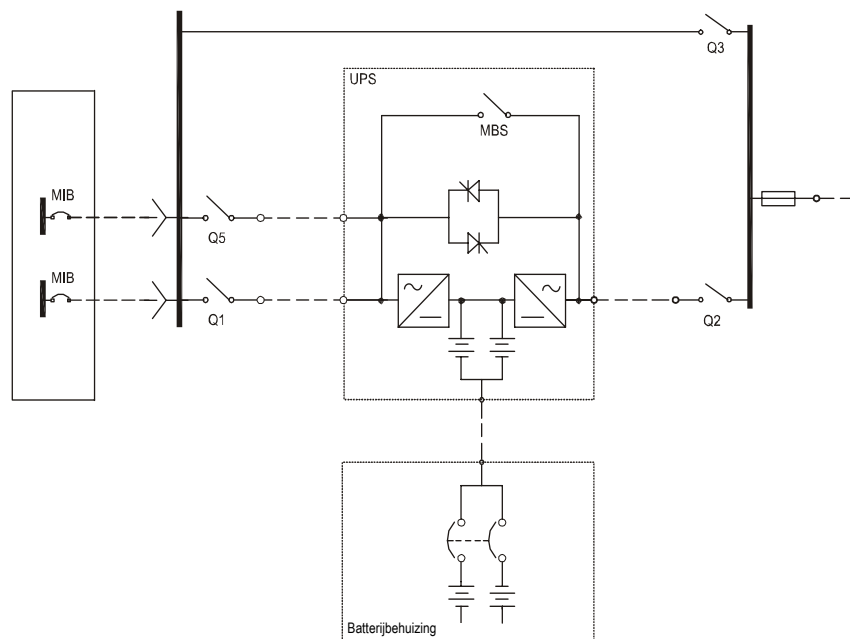 Q3
UPS
MBS
MIB
Q5
MIB
Q1
Q2
Batterijbehuizing